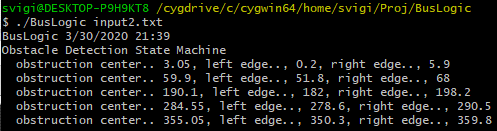 svigi@DESKTOP-P9H9KT8 /cygdrive/c/cygwin64/home/svigi/Proj/BusLogic
$ ./BusLogic input2.txt
BusLogic 3/30/2020 21:39
Obstacle Detection State Machine
  obstruction center.. 3.05, left edge.., 0.2, right edge.., 5.9
  obstruction center.. 59.9, left edge.., 51.8, right edge.., 68
  obstruction center.. 190.1, left edge.., 182, right edge.., 198.2
  obstruction center.. 284.55, left edge.., 278.6, right edge.., 290.5
  obstruction center.. 355.05, left edge.., 350.3, right edge.., 359.8